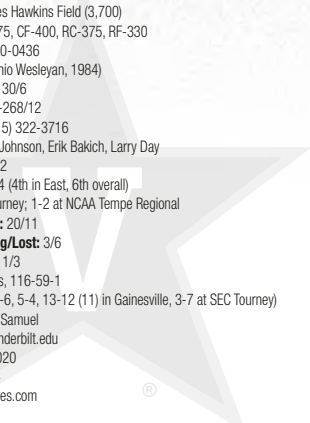 es Hawkins Field (3,700)
75, CF-400, RC-375, RF-330
0-0436
nio Wesleyan, 1984)
30/6
-268/12
5) 322-3716
Johnson, Erik Bakich, Larry Day
2
4 (4th in East, 6th overall)
urney; 1-2 at NCAA Tempe Regional
: 20/11
g/Lost: 3/6
1/3
s, 116-59-1
-6, 5-4, 13-12 (11) in Gainesville, 3-7 at SEC Tourney)
Samuel
nderbilt.edu
020
es.com
V
®